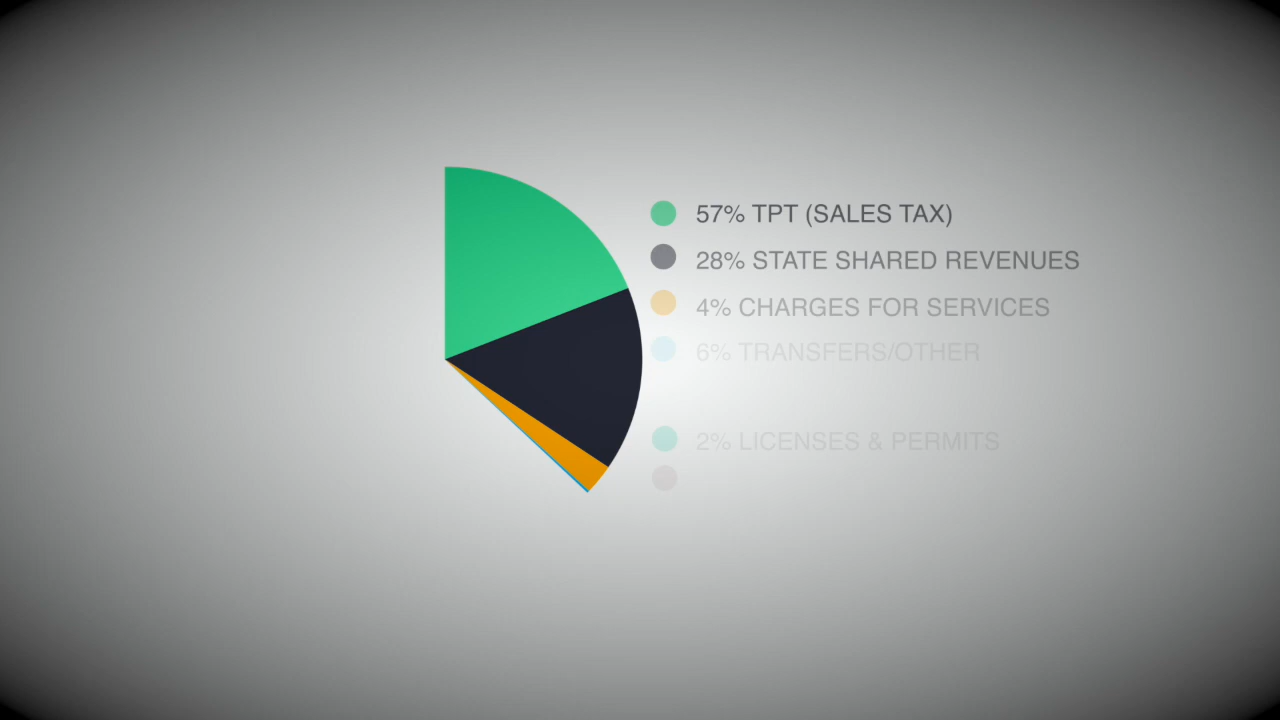 57% TPT (SALES TAX)
28% STATE SHARED REVENUES
4% CHARGES FOR SERVICES
6% TRANSFERS/OTHER
2% LICENSES & PERMITS